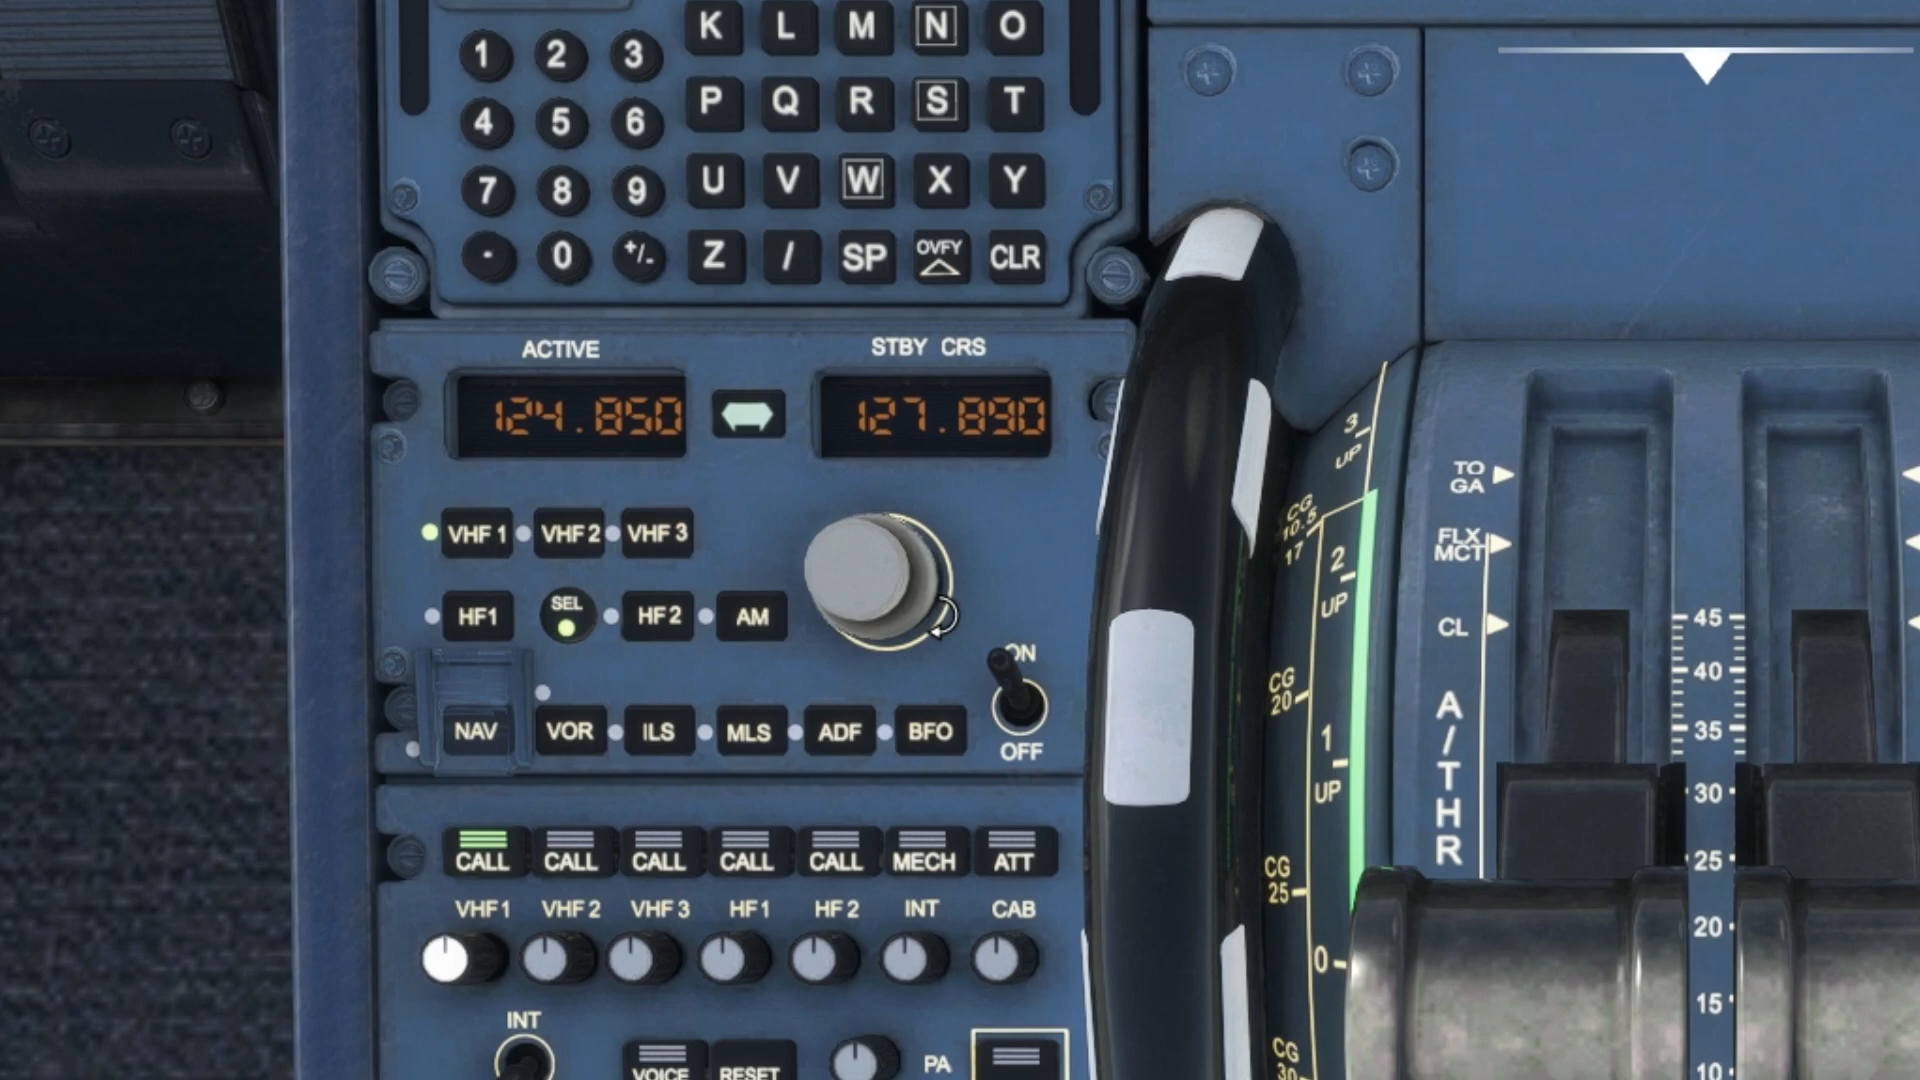 K L M N O
1 2 3
P Q R S T
4 5 6
U V W X Y
7 8 9
Z / SP OVFY CLR
. 0 +/-
ACTIVE
STBY CRS
124.850
127.890
VHF 1 VHF 2 VHF 3
HF1 SEL HF 2 AM
ON
NAV VOR ILS MLS ADF BFO
OFF
CALL CALL CALL CALL CALL MECH ATT
VHF 1 VHF 2 VHF 3 HF 1 HF 2 INT CAB
INT
VOICE RESET
PA
3
UP
CG
10.5
17
2
UP
CG
20
1
UP
CG
25
0
CG
30
TO
GA
FLX
MCT
CL
A/THR
45
40
35
30
25
20
15
10